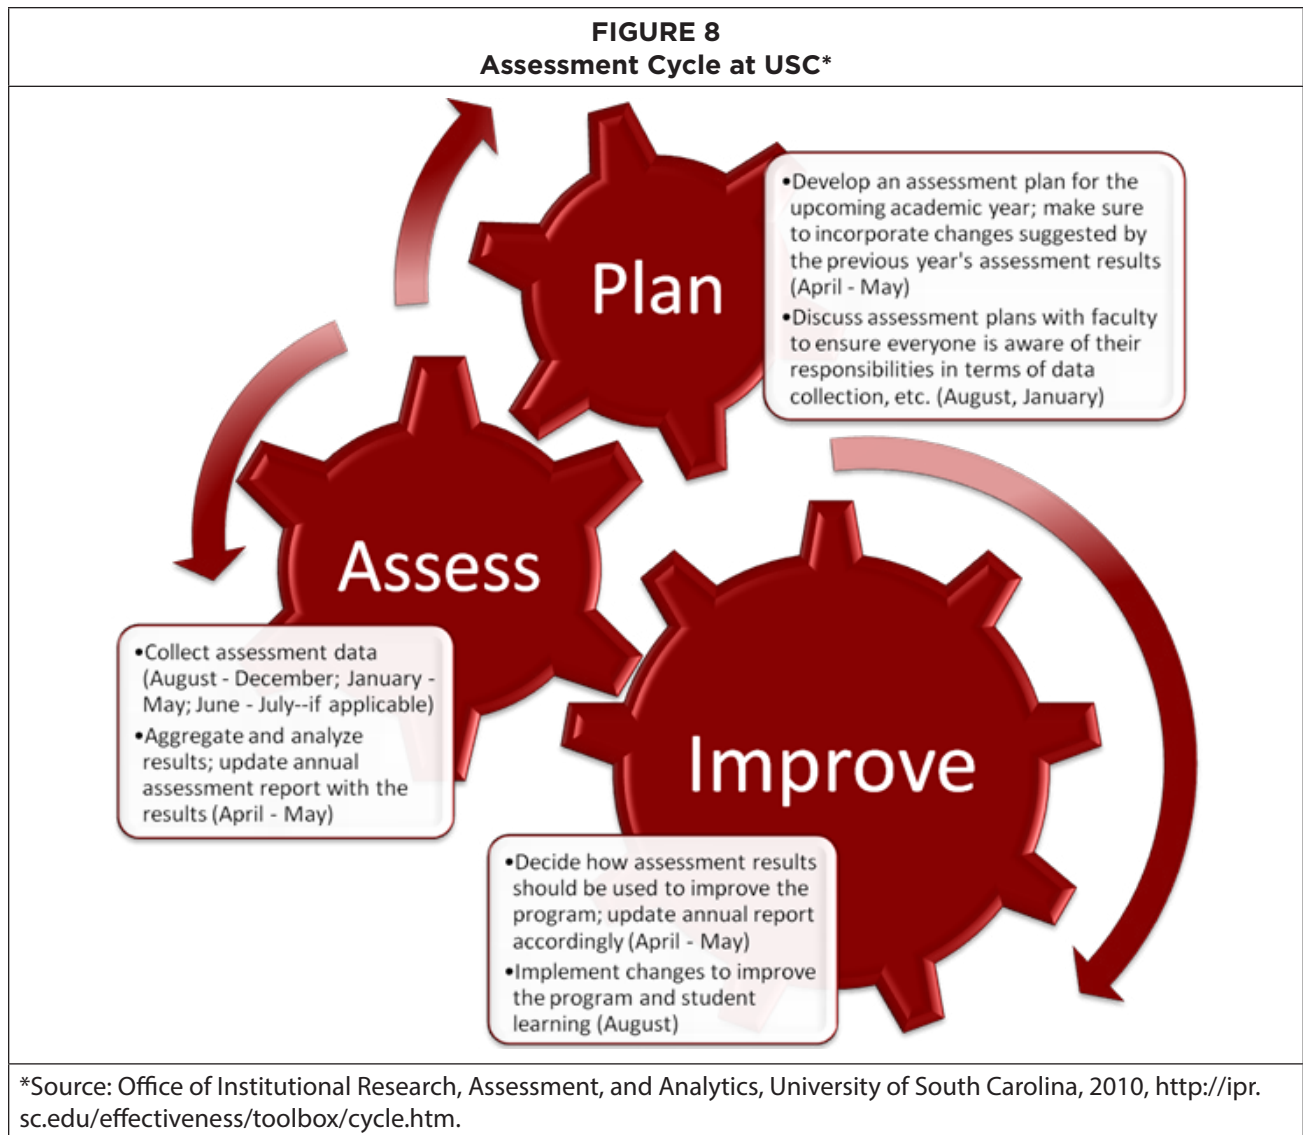 FIGURE 8
Assessment Cycle at USC*
Plan
•Develop an assessment plan for the
upcoming academic year; make sure
to incorporate changes suggested by
the previous year's assessment results
(April - May)
•Discuss assessment plans with faculty
to ensure everyone is aware of their
responsibilities in terms of data
collection, etc. (August, January)
Assess
•Collect assessment data
(August - December; January -
May; June - July--if applicable)
•Aggregate and analyze
results; update annual
assessment report with the
results (April - May)
Improve
•Decide how assessment results
should be used to improve the
program; update annual report
accordingly (April - May)
•Implement changes to improve
the program and student
learning (August)
*Source: Office of Institutional Research, Assessment, and Analytics, University of South Carolina, 2010, http://ipr.
sc.edu/effectiveness/toolbox/cycle.htm.